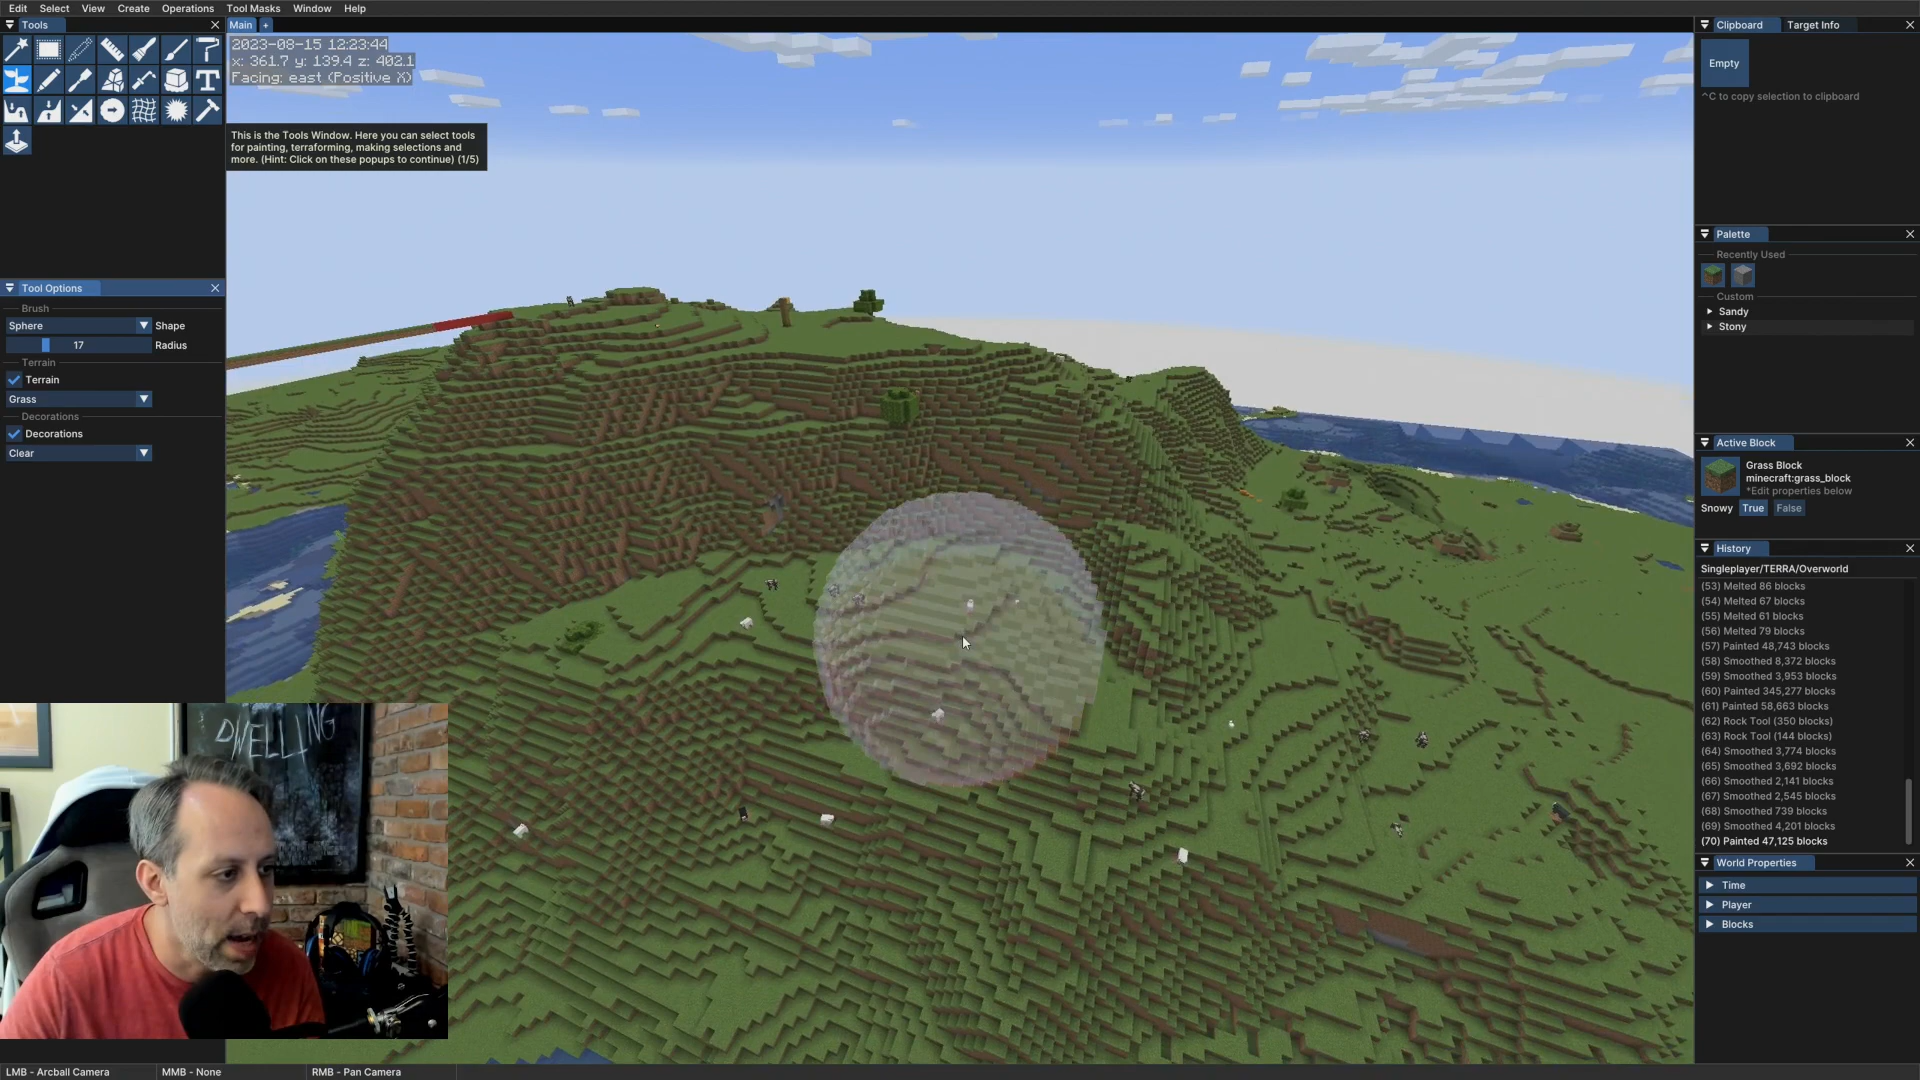 Edit Select View Create Operations Tool Masks Window Help
Tools
Main +
2023-08-15 12:23:44
x: 361.7 y: 139.4 z: 402.1
Facing: east (Positive X)
This is the Tools Window. Here you can select tools
for painting, terraforming, making selections and
more. (Hint: Click on these popups to continue) (1/5)
Tool Options
Brush
Sphere Shape
17 Radius
Terrain
Terrain
Grass
Decorations
Decorations
Clear
DWELLING
Clipboard Target Info
Empty
^C to copy selection to clipboard
Palette
Recently Used
Custom
Sandy
Stony
Active Block
Grass Block
minecraft:grass_block
*Edit properties below
Snowy True False
History
Singleplayer/TERRA/Overworld
(53) Melted 86 blocks
(54) Melted 67 blocks
(55) Melted 61 blocks
(56) Melted 79 blocks
(57) Painted 48,743 blocks
(58) Smoothed 8,372 blocks
(59) Smoothed 3,953 blocks
(60) Painted 345,277 blocks
(61) Painted 58,663 blocks
(62) Rock Tool (350 blocks)
(63) Rock Tool (144 blocks)
(64) Smoothed 3,774 blocks
(65) Smoothed 3,692 blocks
(66) Smoothed 2,141 blocks
(67) Smoothed 2,545 blocks
(68) Smoothed 739 blocks
(69) Smoothed 4,201 blocks
(70) Painted 47,125 blocks
World Properties
Time
Player
Blocks
LMB - Arcball Camera MMB - None RMB - Pan Camera